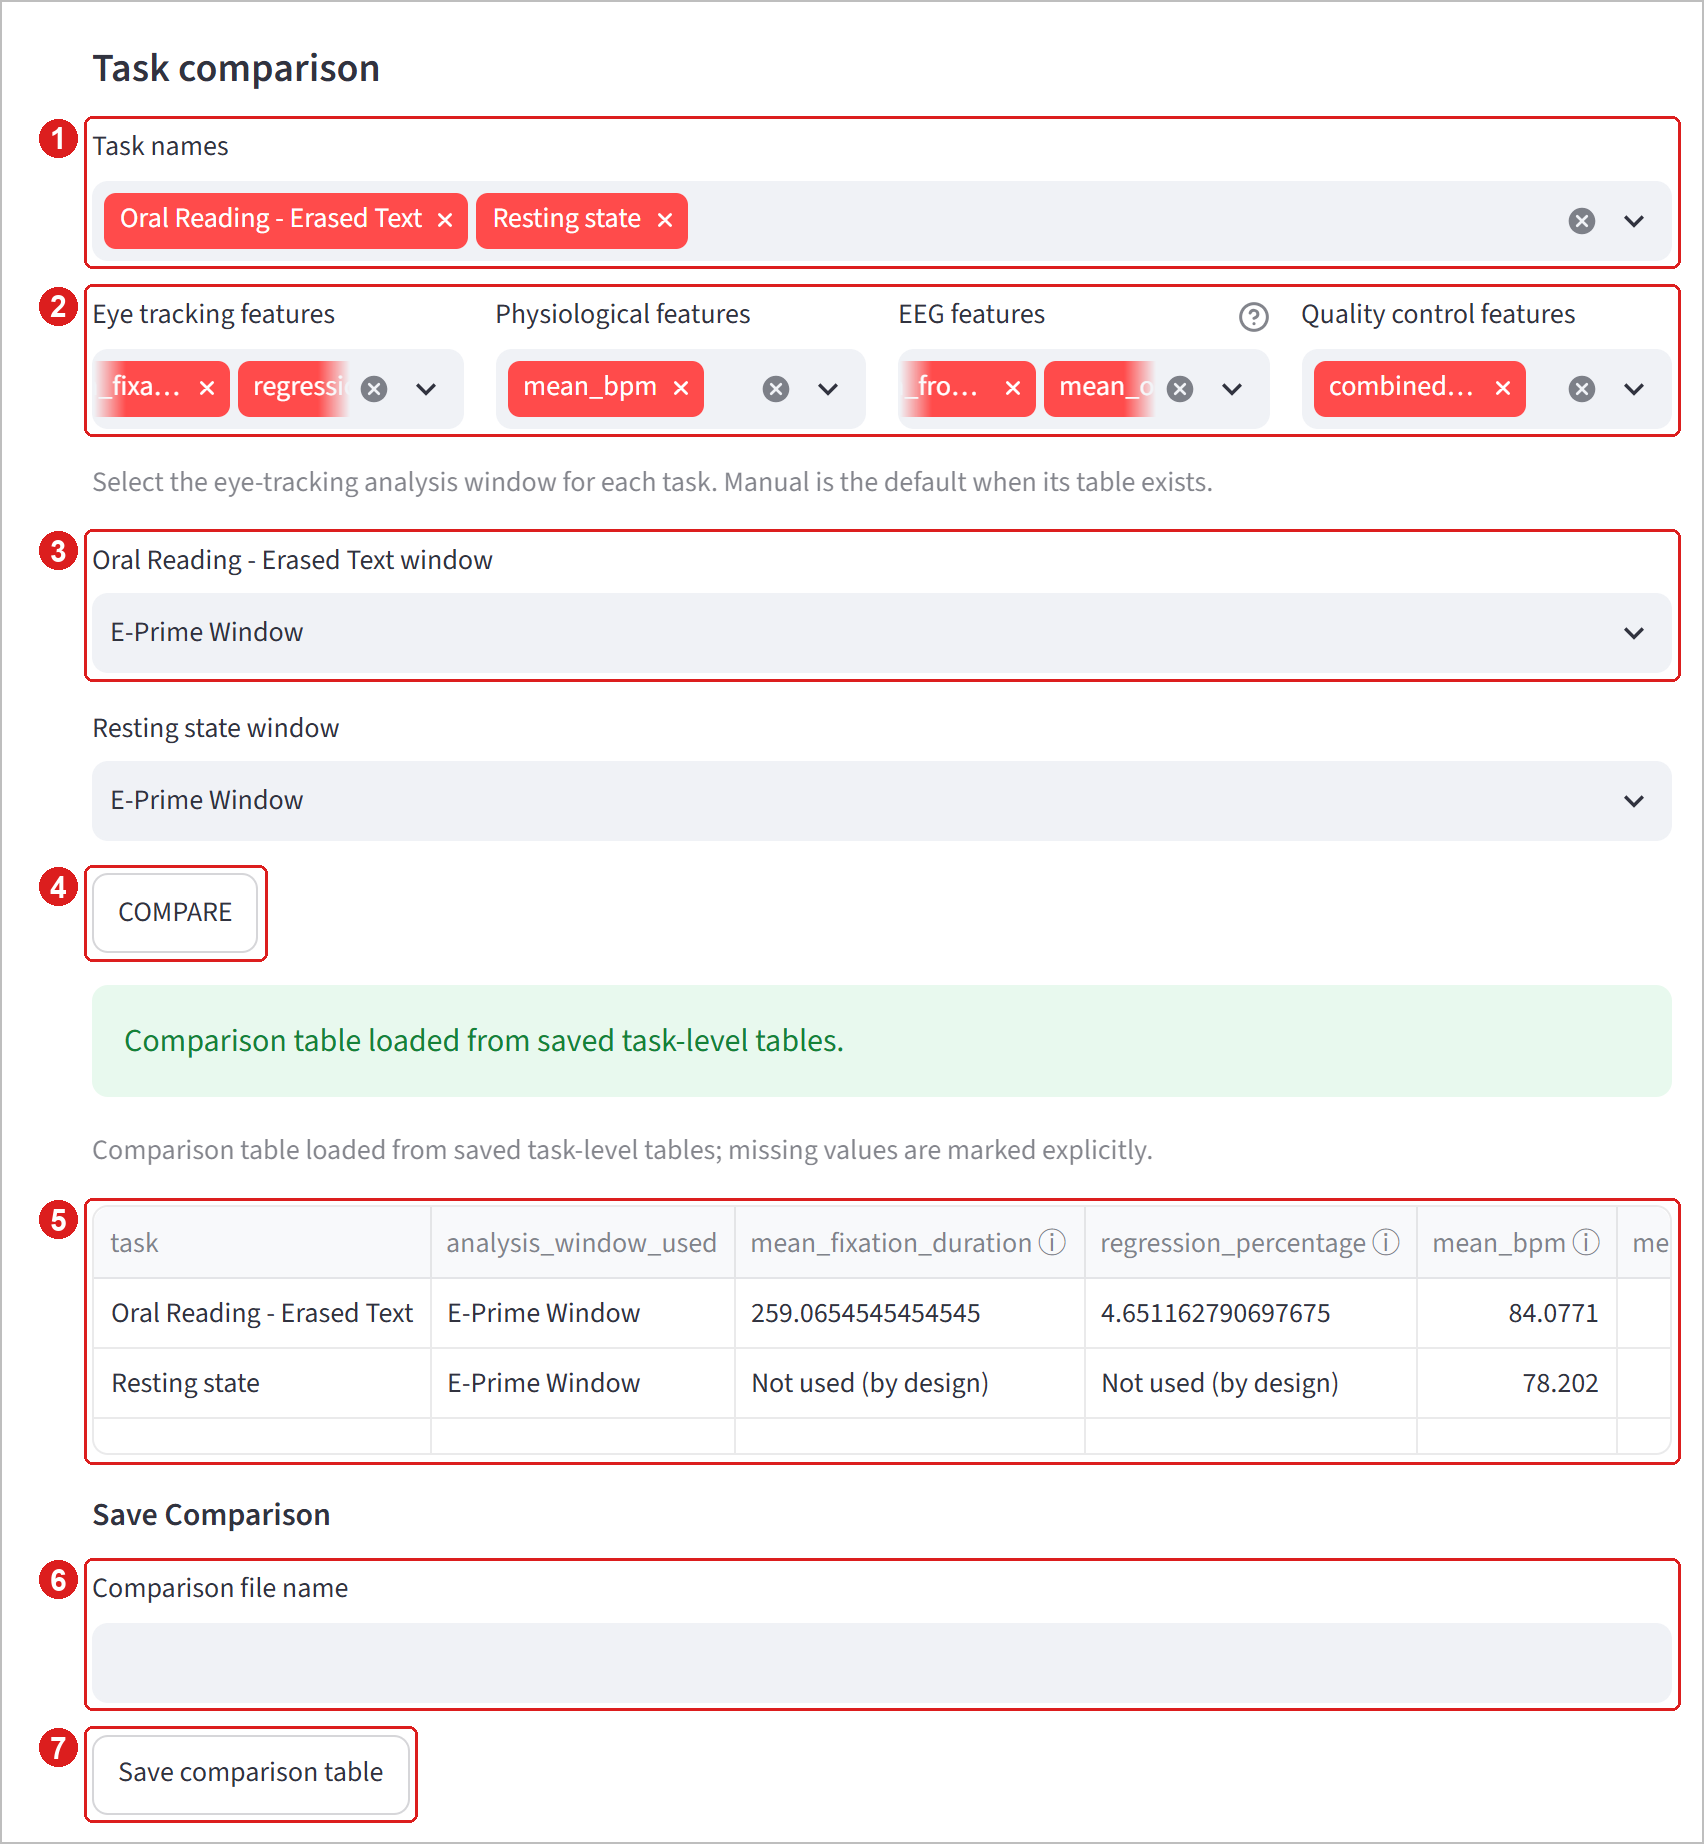 Task comparison
1
Task names
Oral Reading - Erased Text × Resting state ×
2
Eye tracking features Physiological features EEG features ? Quality control features
_fixa... × regressi mean_bpm × _fro... × mean_o combined... ×
Select the eye-tracking analysis window for each task. Manual is the default when its table exists.
3
Oral Reading - Erased Text window
E-Prime Window
Resting state window
E-Prime Window
4
COMPARE
Comparison table loaded from saved task-level tables.
Comparison table loaded from saved task-level tables; missing values are marked explicitly.
5
task analysis_window_used mean_fixation_duration ⓘ regression_percentage ⓘ mean_bpm ⓘ me
Oral Reading - Erased Text E-Prime Window 259.0654545454545 4.651162790697675 84.0771
Resting state E-Prime Window Not used (by design) Not used (by design) 78.202
Save Comparison
6
Comparison file name
7
Save comparison table